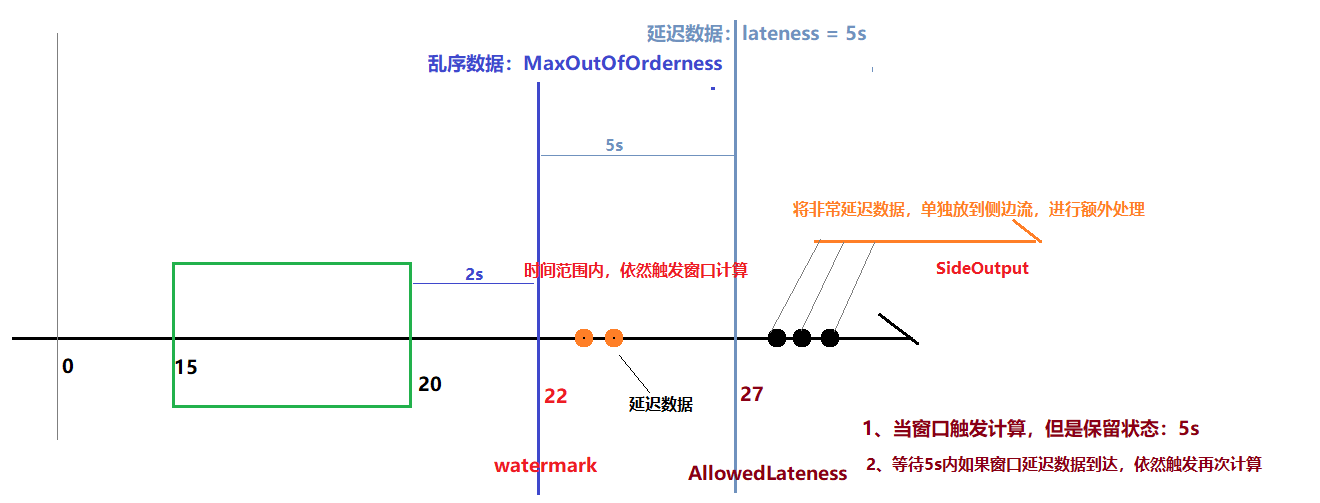 延迟数据：lateness = 5s
乱序数据：MaxOutOfOrderness
5s
将非常延迟数据，单独放到侧边流，进行额外处理
SideOutput
2s
时间范围内，依然触发窗口计算
0
15
20
22
27
延迟数据
watermark
AllowedLateness
1、当窗口触发计算，但是保留状态：5s
2、等待5s内如果窗口延迟数据到达，依然触发再次计算